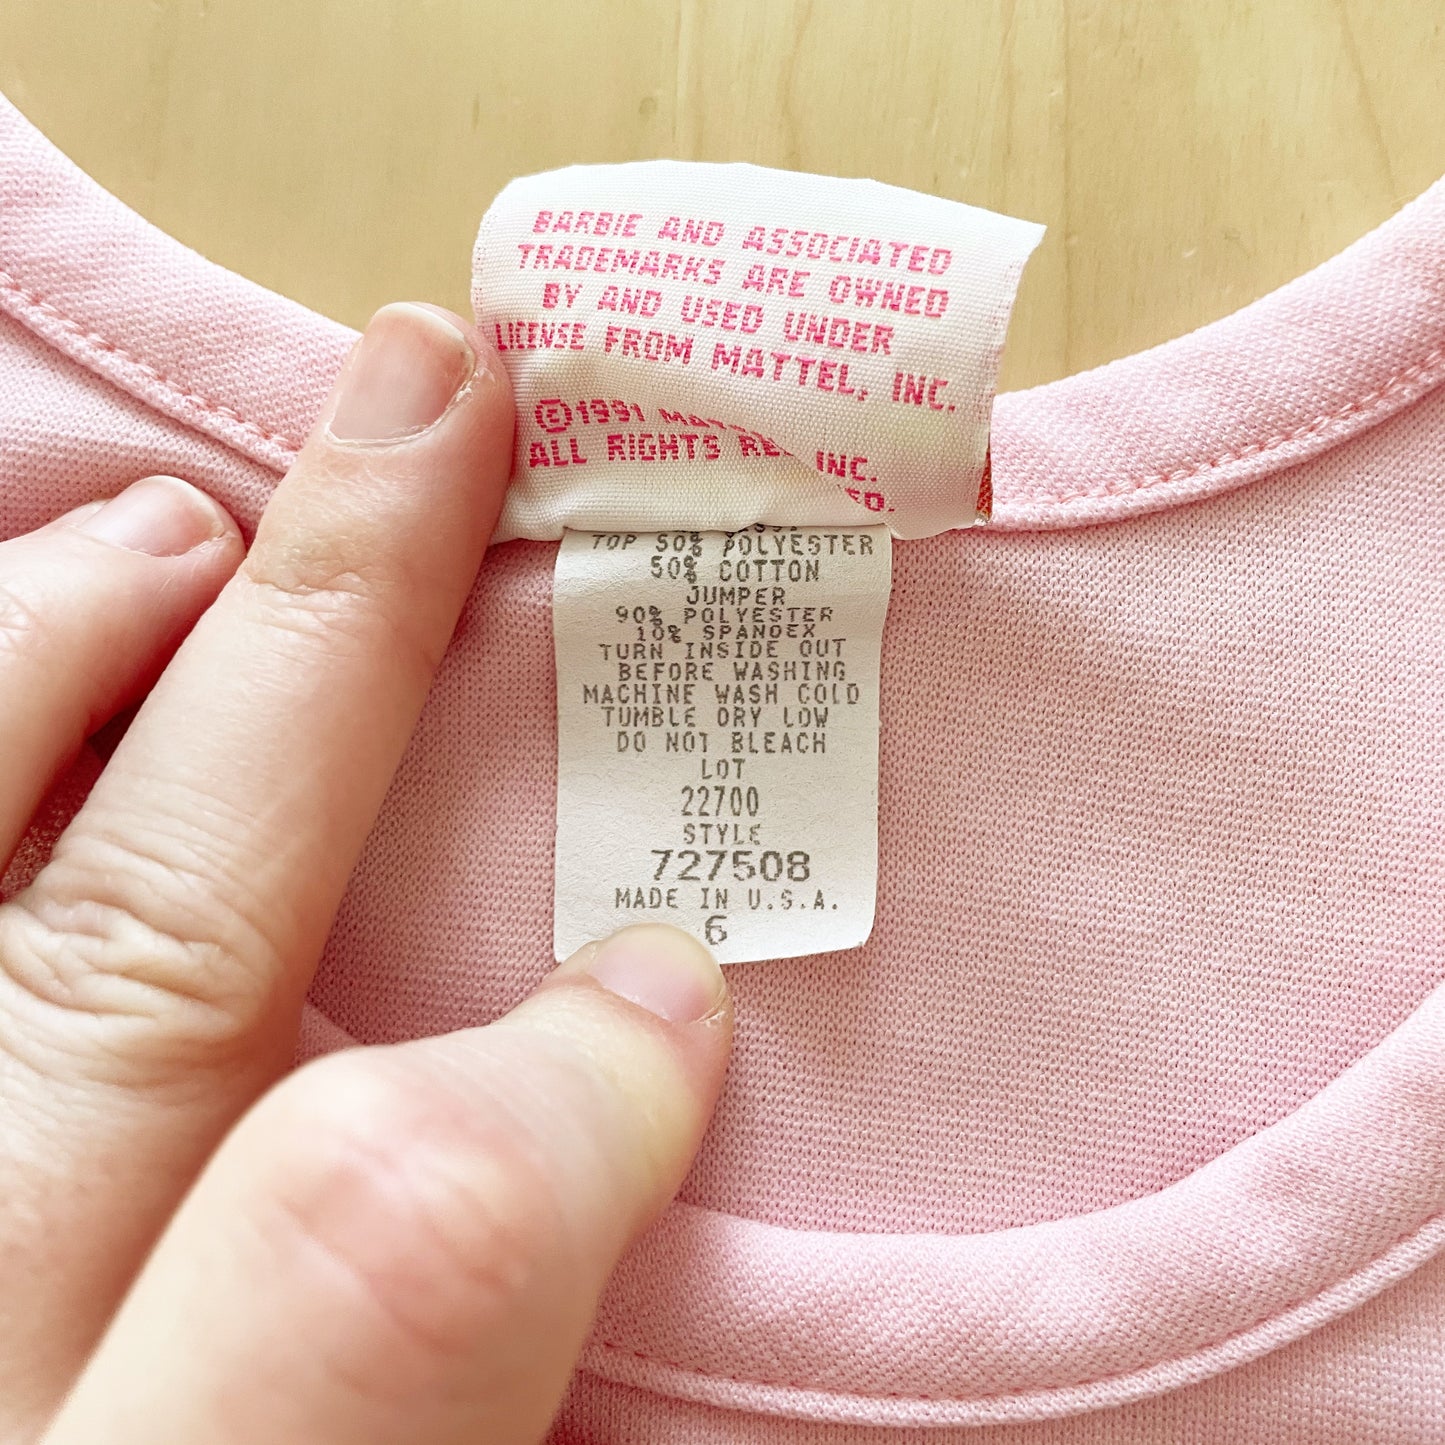 BARBIE AND ASSOCIATED
TRADEMARKS ARE OWNED
BY AND USED UNDER
LICENSE FROM MATTEL, INC.
©1991 INC.
ALL RIGHTS
TOP 50% POLYESTER
50% COTTON
JUMPER
90% POLYESTER
10% SPANDEX
TURN INSIDE OUT
BEFORE WASHING
MACHINE WASH COLD
TUMBLE DRY LOW
DO NOT BLEACH
LOT
22700
STYLE
727508
MADE IN U.S.A.
6